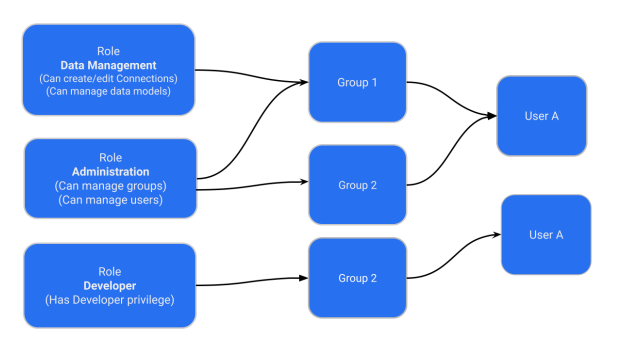 Role
Data Management
(Can create/edit Connections)
(Can manage data models)
Role
Administration
(Can manage groups)
(Can manage users)
Role
Developer
(Has Developer privilege)
Group 1
Group 2
Group 2
User A
User A